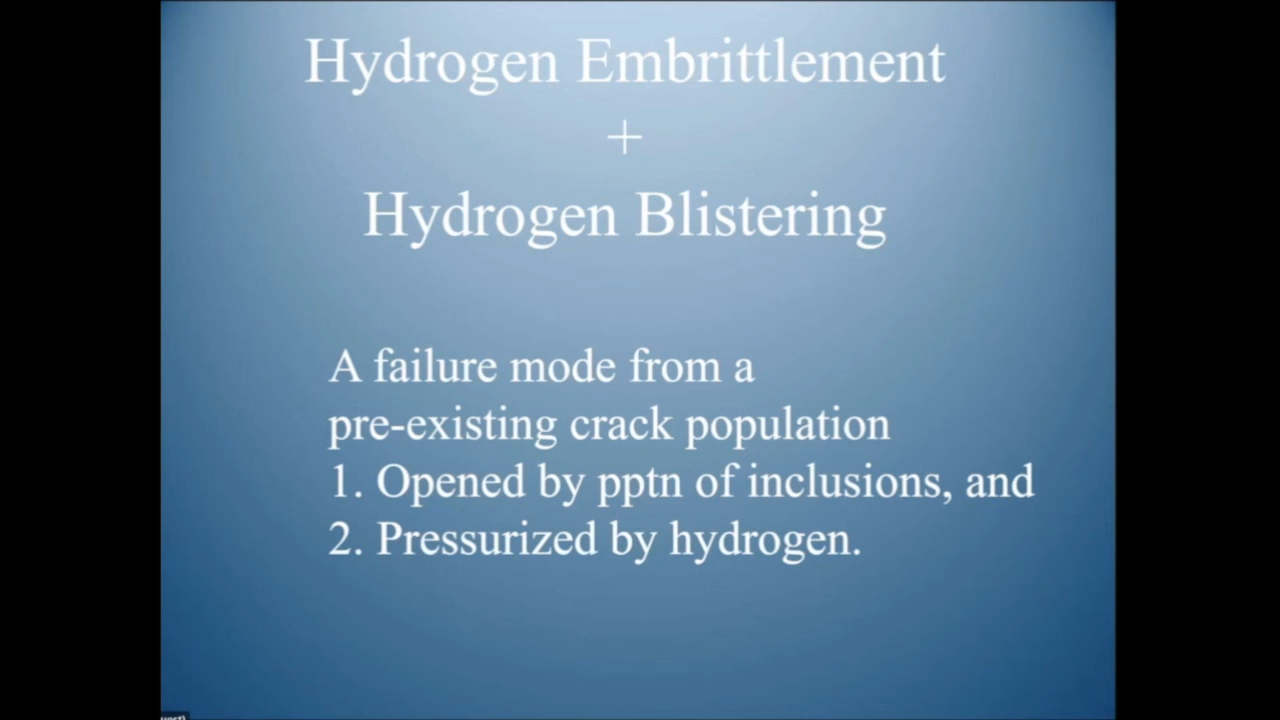 Hydrogen Embrittlement
+
Hydrogen Blistering
A failure mode from a
pre-existing crack population
1. Opened by pptn of inclusions, and
2. Pressurized by hydrogen.